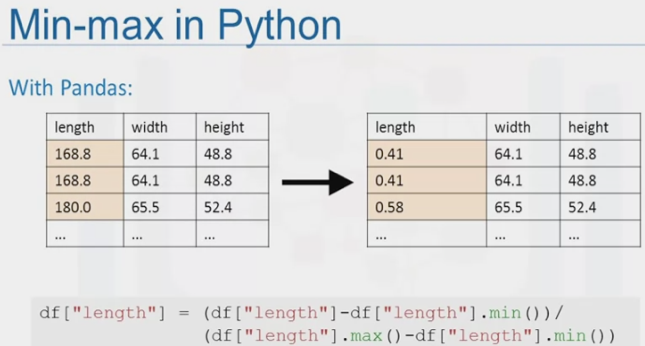 Min-max in Python
With Pandas:
length width height
168.8 64.1 48.8
168.8 64.1 48.8
180.0 65.5 52.4
... ... ...
length width height
0.41 64.1 48.8
0.41 64.1 48.8
0.58 65.5 52.4
... ... ...
df["length"] = (df["length"]-df["length"].min())/
(df["length"].max()-df["length"].min())